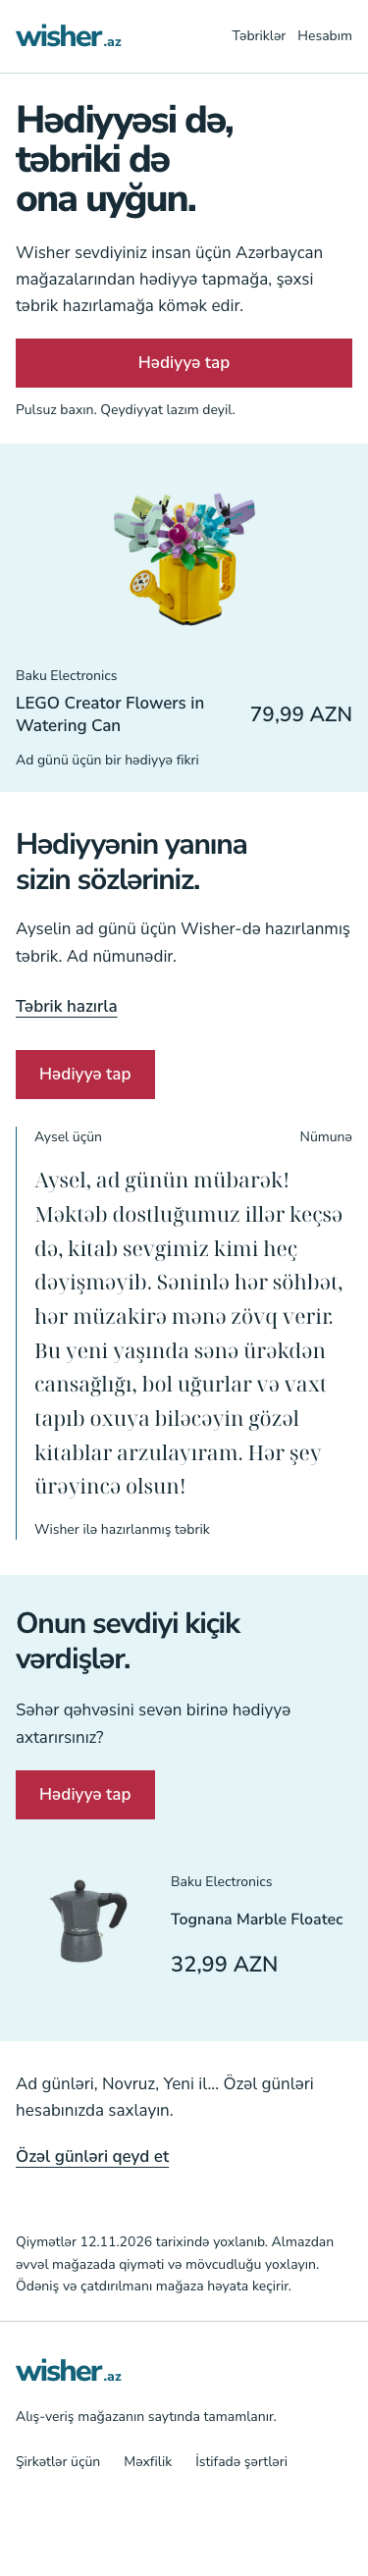 wisher.az
Təbriklər Hesabım
Hədiyyəsi də,
təbriki də
ona uyğun.
Wisher sevdiyiniz insan üçün Azərbaycan
mağazalarından hədiyyə tapmağa, şəxsi
təbrik hazırlamağa kömək edir.
Hədiyyə tap
Pulsuz baxın. Qeydiyyat lazım deyil.
Baku Electronics
LEGO Creator Flowers in
Watering Can
79,99 AZN
Ad günü üçün bir hədiyyə fikri
Hədiyyənin yanına
sizin sözləriniz.
Ayselin ad günü üçün Wisher-də hazırlanmış
təbrik. Ad nümunədir.
Təbrik hazırla
Hədiyyə tap
Aysel üçün Nümunə
Aysel, ad günün mübarək!
Məktəb dostluğumuz illər keçsə
də, kitab sevgimiz kimi heç
dəyişməyib. Səninlə hər söhbət,
hər müzakirə mənə zövq verir.
Bu yeni yaşında sənə ürəkdən
cansağlığı, bol uğurlar və vaxt
tapıb oxuya biləcəyin gözəl
kitablar arzulayıram. Hər şey
ürəyincə olsun!
Wisher ilə hazırlanmış təbrik
Onun sevdiyi kiçik
vərdişlər.
Səhər qəhvəsini sevən birinə hədiyyə
axtarırsınız?
Hədiyyə tap
Baku Electronics
Tognana Marble Floatec
32,99 AZN
Ad günləri, Novruz, Yeni il... Özəl günləri
hesabınızda saxlayın.
Özəl günləri qeyd et
Qiymətlər 12.11.2026 tarixində yoxlanıb. Almazdan
əvvəl mağazada qiyməti və mövcudluğu yoxlayın.
Ödəniş və çatdırılmanı mağaza həyata keçirir.
wisher.az
Alış-veriş mağazanın saytında tamamlanır.
Şirkətlər üçün Məxfilik İstifadə şərtləri